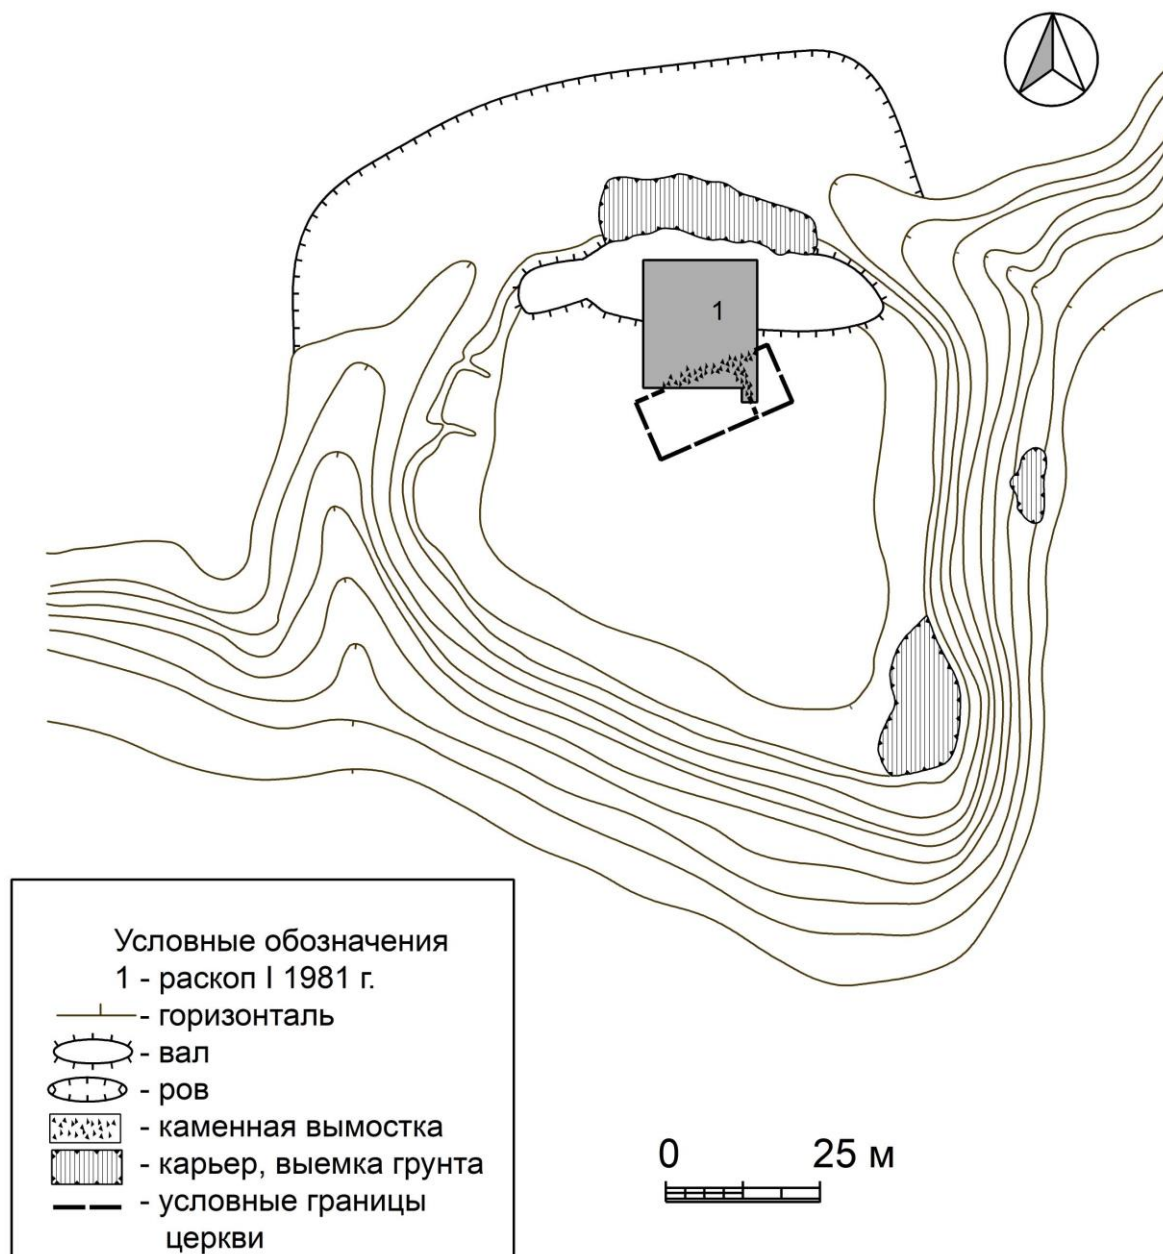 1
Условные обозначения
1 - раскоп I 1981 г.
- горизонталь
- вал
- ров
- каменная вымостка
- карьер, выемка грунта
- условные границы
церкви
0 25 м